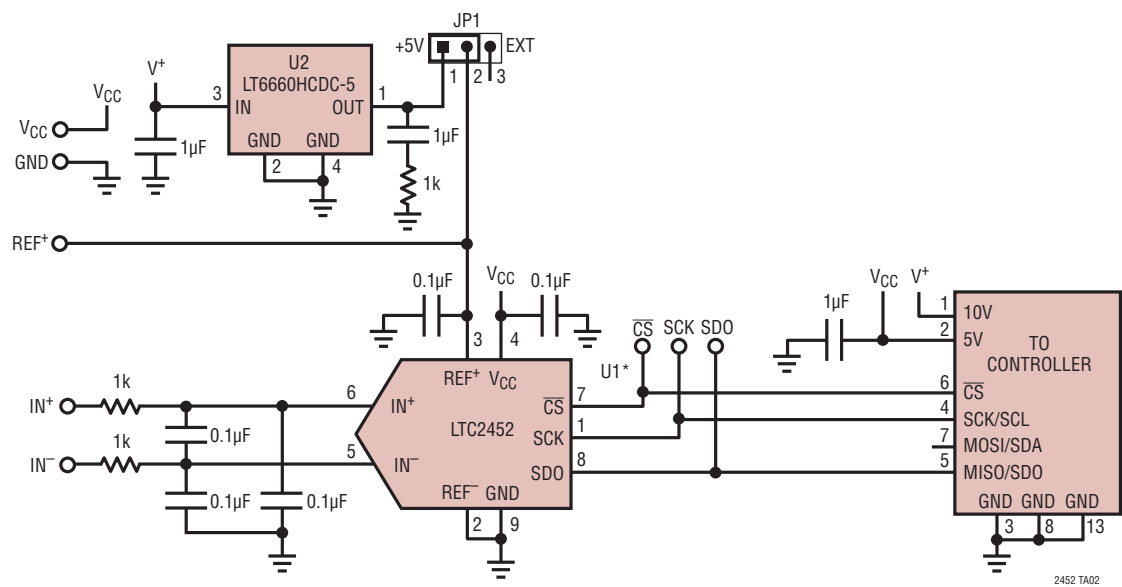 JP1
+5V
EXT
1
2
3
U2
LT6660HCDC-5
V+
3
IN
OUT
1
VCC
VCC
GND
1µF
GND
GND
2
4
1µF
1k
REF+
0.1µF
VCC
0.1µF
3
4
CS
SCK
SDO
U1*
1µF
VCC
V+
1
10V
2
5V
TO
CONTROLLER
6
CS
4
SCK/SCL
7
MOSI/SDA
5
MISO/SDO
GND
GND
GND
3
8
13
REF+
VCC
IN+
1k
6
IN+
CS
7
0.1µF
LTC2452
SCK
1
IN−
1k
5
IN−
SDO
8
0.1µF
0.1µF
REF−
GND
2
9
2452 TA02